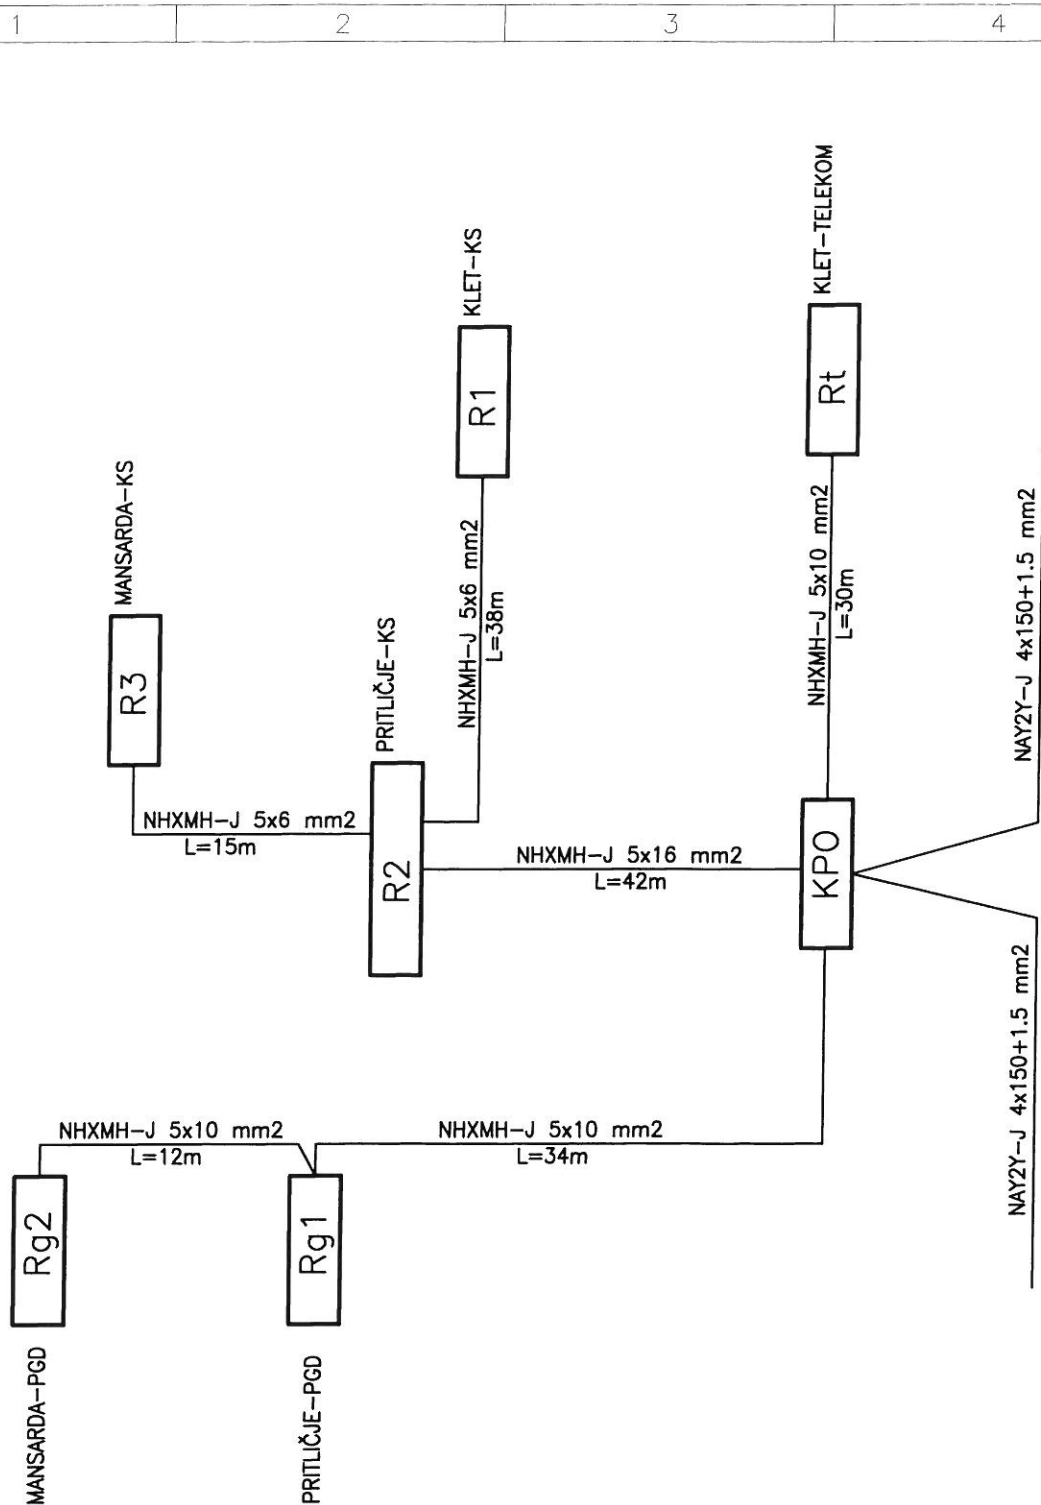 1
2
3
4
KLET-TELEKOM
KLET-KS
R1
Rt
MANSARDA-KS
R3
NHXMH-J 5x6 mm2
L=38m
NHXMH-J 5x10 mm2
L=30m
NAY2Y-J 4x150+1.5 mm2
PRITLIČJE-KS
NHXMH-J 5x6 mm2
L=15m
R2
NHXMH-J 5x16 mm2
L=42m
KPO
NAY2Y-J 4x150+1.5 mm2
NHXMH-J 5x10 mm2
L=12m
NHXMH-J 5x10 mm2
L=34m
Rg2
Rg1
MANSARDA-PGD
PRITLIČJE-PGD